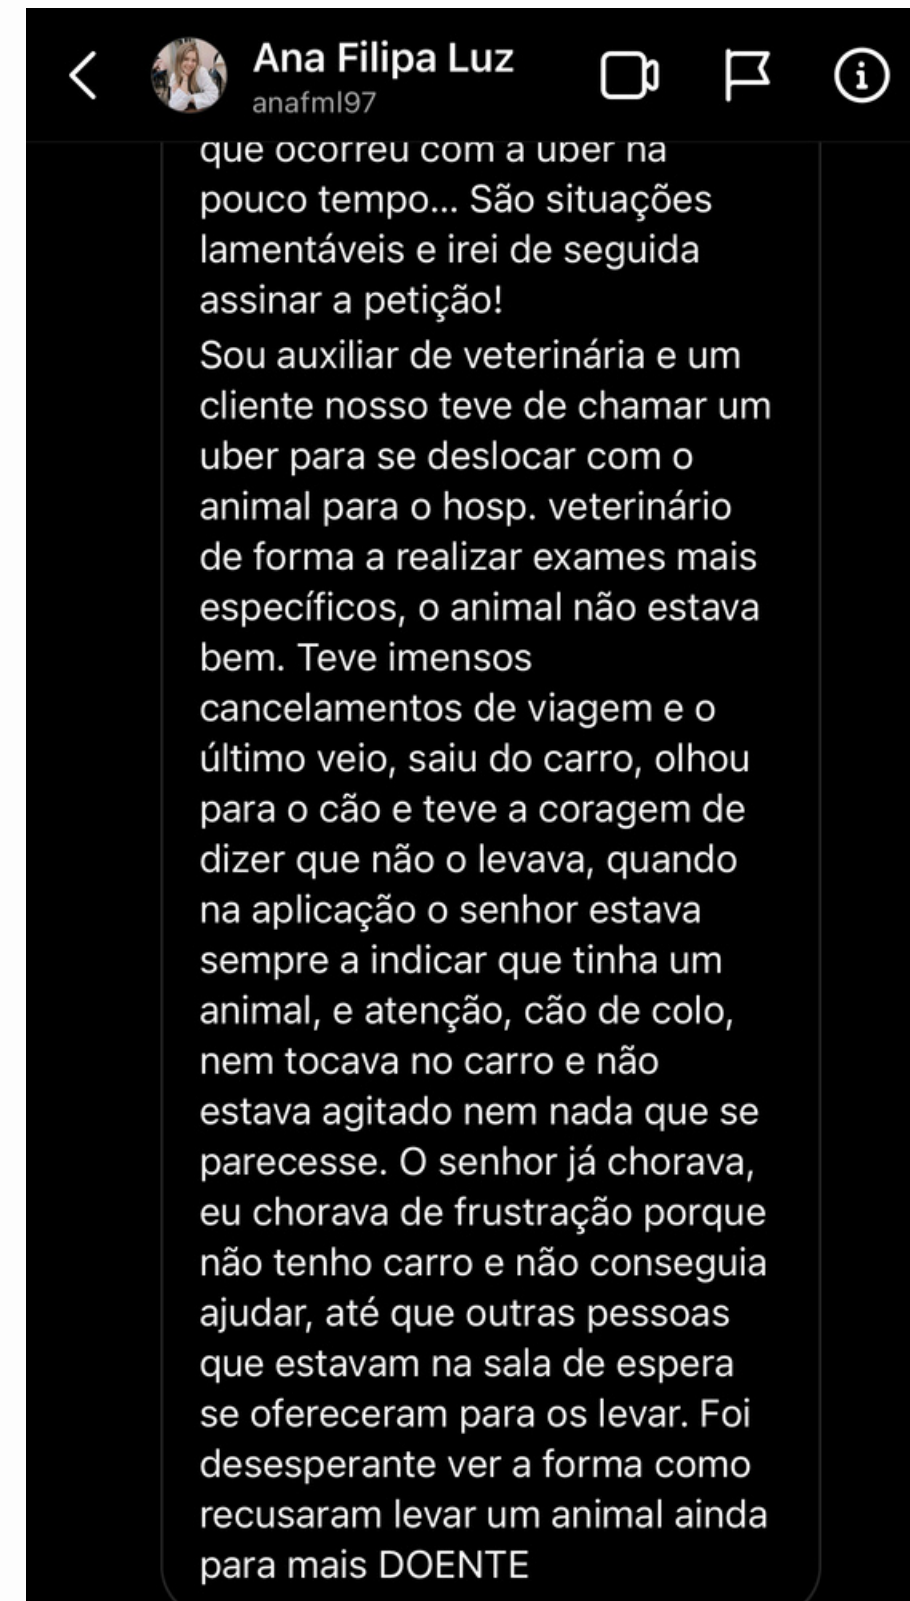 Ana Filipa Luz
anafml97
que ocorreu com a uber há
pouco tempo... São situações
lamentáveis e irei de seguida
assinar a petição!
Sou auxiliar de veterinária e um
cliente nosso teve de chamar um
uber para se deslocar com o
animal para o hosp. veterinário
de forma a realizar exames mais
específicos, o animal não estava
bem. Teve imensos
cancelamentos de viagem e o
último veio, saiu do carro, olhou
para o cão e teve a coragem de
dizer que não o levava, quando
na aplicação o senhor estava
sempre a indicar que tinha um
animal, e atenção, cão de colo,
nem tocava no carro e não
estava agitado nem nada que se
parecesse. O senhor já chorava,
eu chorava de frustração porque
não tenho carro e não conseguia
ajudar, até que outras pessoas
que estavam na sala de espera
se ofereceram para os levar. Foi
desesperante ver a forma como
recusaram levar um animal ainda
para mais DOENTE